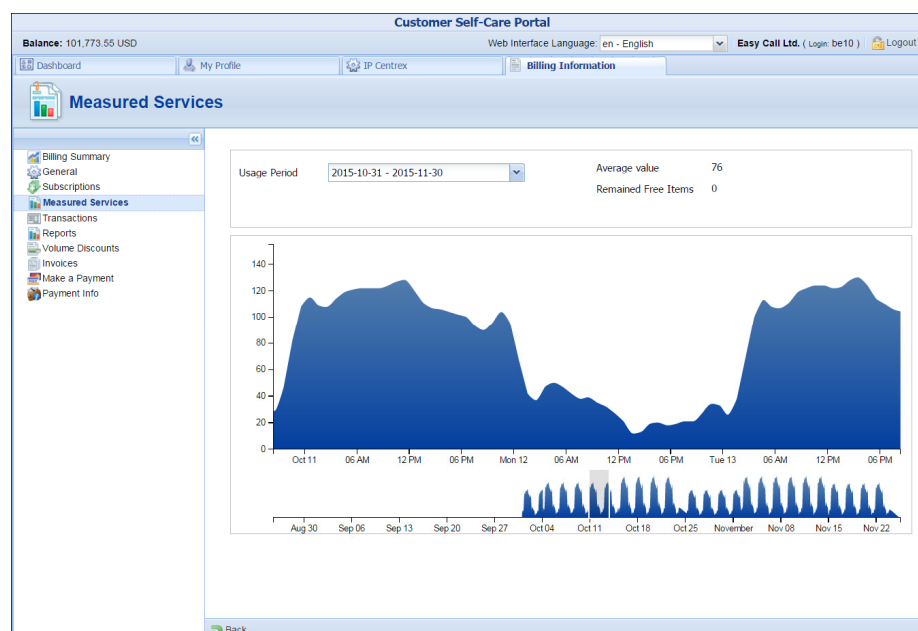 Customer Self-Care Portal
Balance: 101,773.55 USD
Web Interface Language: en - English
Easy Call Ltd. ( Login: be10 )
Logout
Dashboard
My Profile
IP Centrex
Billing Information
Measured Services
«
Billing Summary
General
Subscriptions
Measured Services
Transactions
Reports
Volume Discounts
Invoices
Make a Payment
Payment Info
Usage Period 2015-10-31 - 2015-11-30
Average value 76
Remained Free Items 0
140
120
100
80
60
40
20
0
Oct 11 06 AM 12 PM 06 PM Mon 12 06 AM 12 PM 06 PM Tue 13 06 AM 12 PM 06 PM
Aug 30 Sep 06 Sep 13 Sep 20 Sep 27 Oct 04 Oct 11 Oct 18 Oct 25 November Nov 08 Nov 15 Nov 22
Back